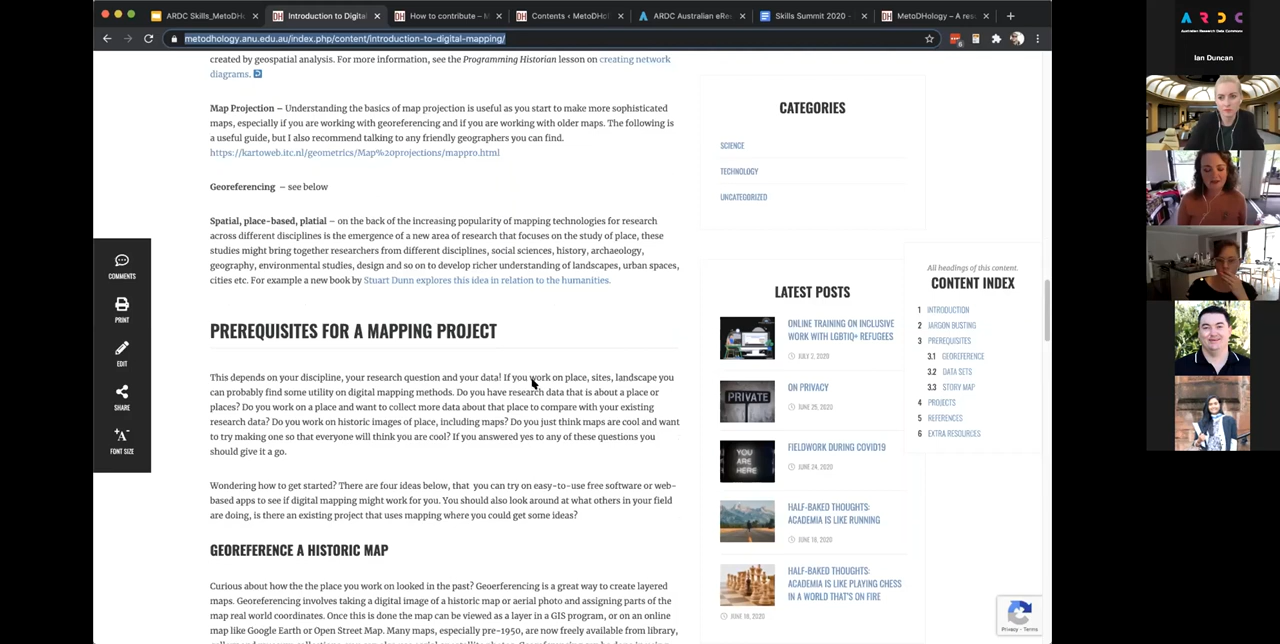 ARDC Skills_MetoDH
Introduction to Digital
How to contribute – M
Contents ‹ MetoDHo
ARDC Australian eRe
Skills Summit 2020 –
MetoDHology – A res
metodhology.anu.edu.au/index.php/content/introduction-to-digital-mapping/
created by geospatial analysis. For more information, see the Programming Historian lesson on creating network
diagrams.
Map Projection – Understanding the basics of map projection is useful as you start to make more sophisticated
maps, especially if you are working with georeferencing and if you are working with older maps. The following is
a useful guide, but I also recommend talking to any friendly geographers you can find.
https://kartoweb.itc.nl/geometrics/Map%20projections/mappro.html
Georeferencing – see below
Spatial, place-based, platial – on the back of the increasing popularity of mapping technologies for research
across different disciplines is the emergence of a new area of research that focuses on the study of place, these
studies might bring together researchers from different disciplines, social sciences, history, archaeology,
geography, environmental studies, design and so on to develop richer understanding of landscapes, urban spaces,
cities etc. For example a new book by Stuart Dunn explores this idea in relation to the humanities.
PREREQUISITES FOR A MAPPING PROJECT
This depends on your discipline, your research question and your data! If you work on place, sites, landscape you
can probably find some utility on digital mapping methods. Do you have research data that is about a place or
places? Do you work on a place and want to collect more data about that place to compare with your existing
research data? Do you work on historic images of place, including maps? Do you just think maps are cool and want
to try making one so that everyone will think you are cool? If you answered yes to any of these questions you
should give it a go.
Wondering how to get started? There are four ideas below, that you can try on easy-to-use free software or web-
based apps to see if digital mapping might work for you. You should also look around at what others in your field
are doing, is there an existing project that uses mapping where you could get some ideas?
GEOREFERENCE A HISTORIC MAP
Curious about how the the place you work on looked in the past? Geoerferencing is a great way to create layered
maps. Georeferencing involves taking a digital image of a historic map or aerial photo and assigning parts of the
map real world coordinates. Once this is done the map can be viewed as a layer in a GIS program, or on an online
map like Google Earth or Open Street Map. Many maps, especially pre-1950, are now freely available from library,
COMMENTS
PRINT
EDIT
SHARE
A
FONT SIZE
CATEGORIES
SCIENCE
TECHNOLOGY
UNCATEGORIZED
LATEST POSTS
ONLINE TRAINING ON INCLUSIVE
WORK WITH LGBTIQ+ REFUGEES
JULY 2, 2020
PRIVATE
ON PRIVACY
JUNE 25, 2020
YOU
ARE
HERE
FIELDWORK DURING COVID19
JUNE 24, 2020
HALF-BAKED THOUGHTS:
ACADEMIA IS LIKE RUNNING
JUNE 18, 2020
HALF-BAKED THOUGHTS:
ACADEMIA IS LIKE PLAYING CHESS
IN A WORLD THAT'S ON FIRE
JUNE 18, 2020
All headings of this content.
CONTENT INDEX
1 INTRODUCTION
2 JARGON BUSTING
3 PREREQUISITES
3.1 GEOREFERENCE
3.2 DATA SETS
3.3 STORY MAP
4 PROJECTS
5 REFERENCES
6 EXTRA RESOURCES
Privacy - Terms
ARDC
Australian Research Data Commons
Ian Duncan